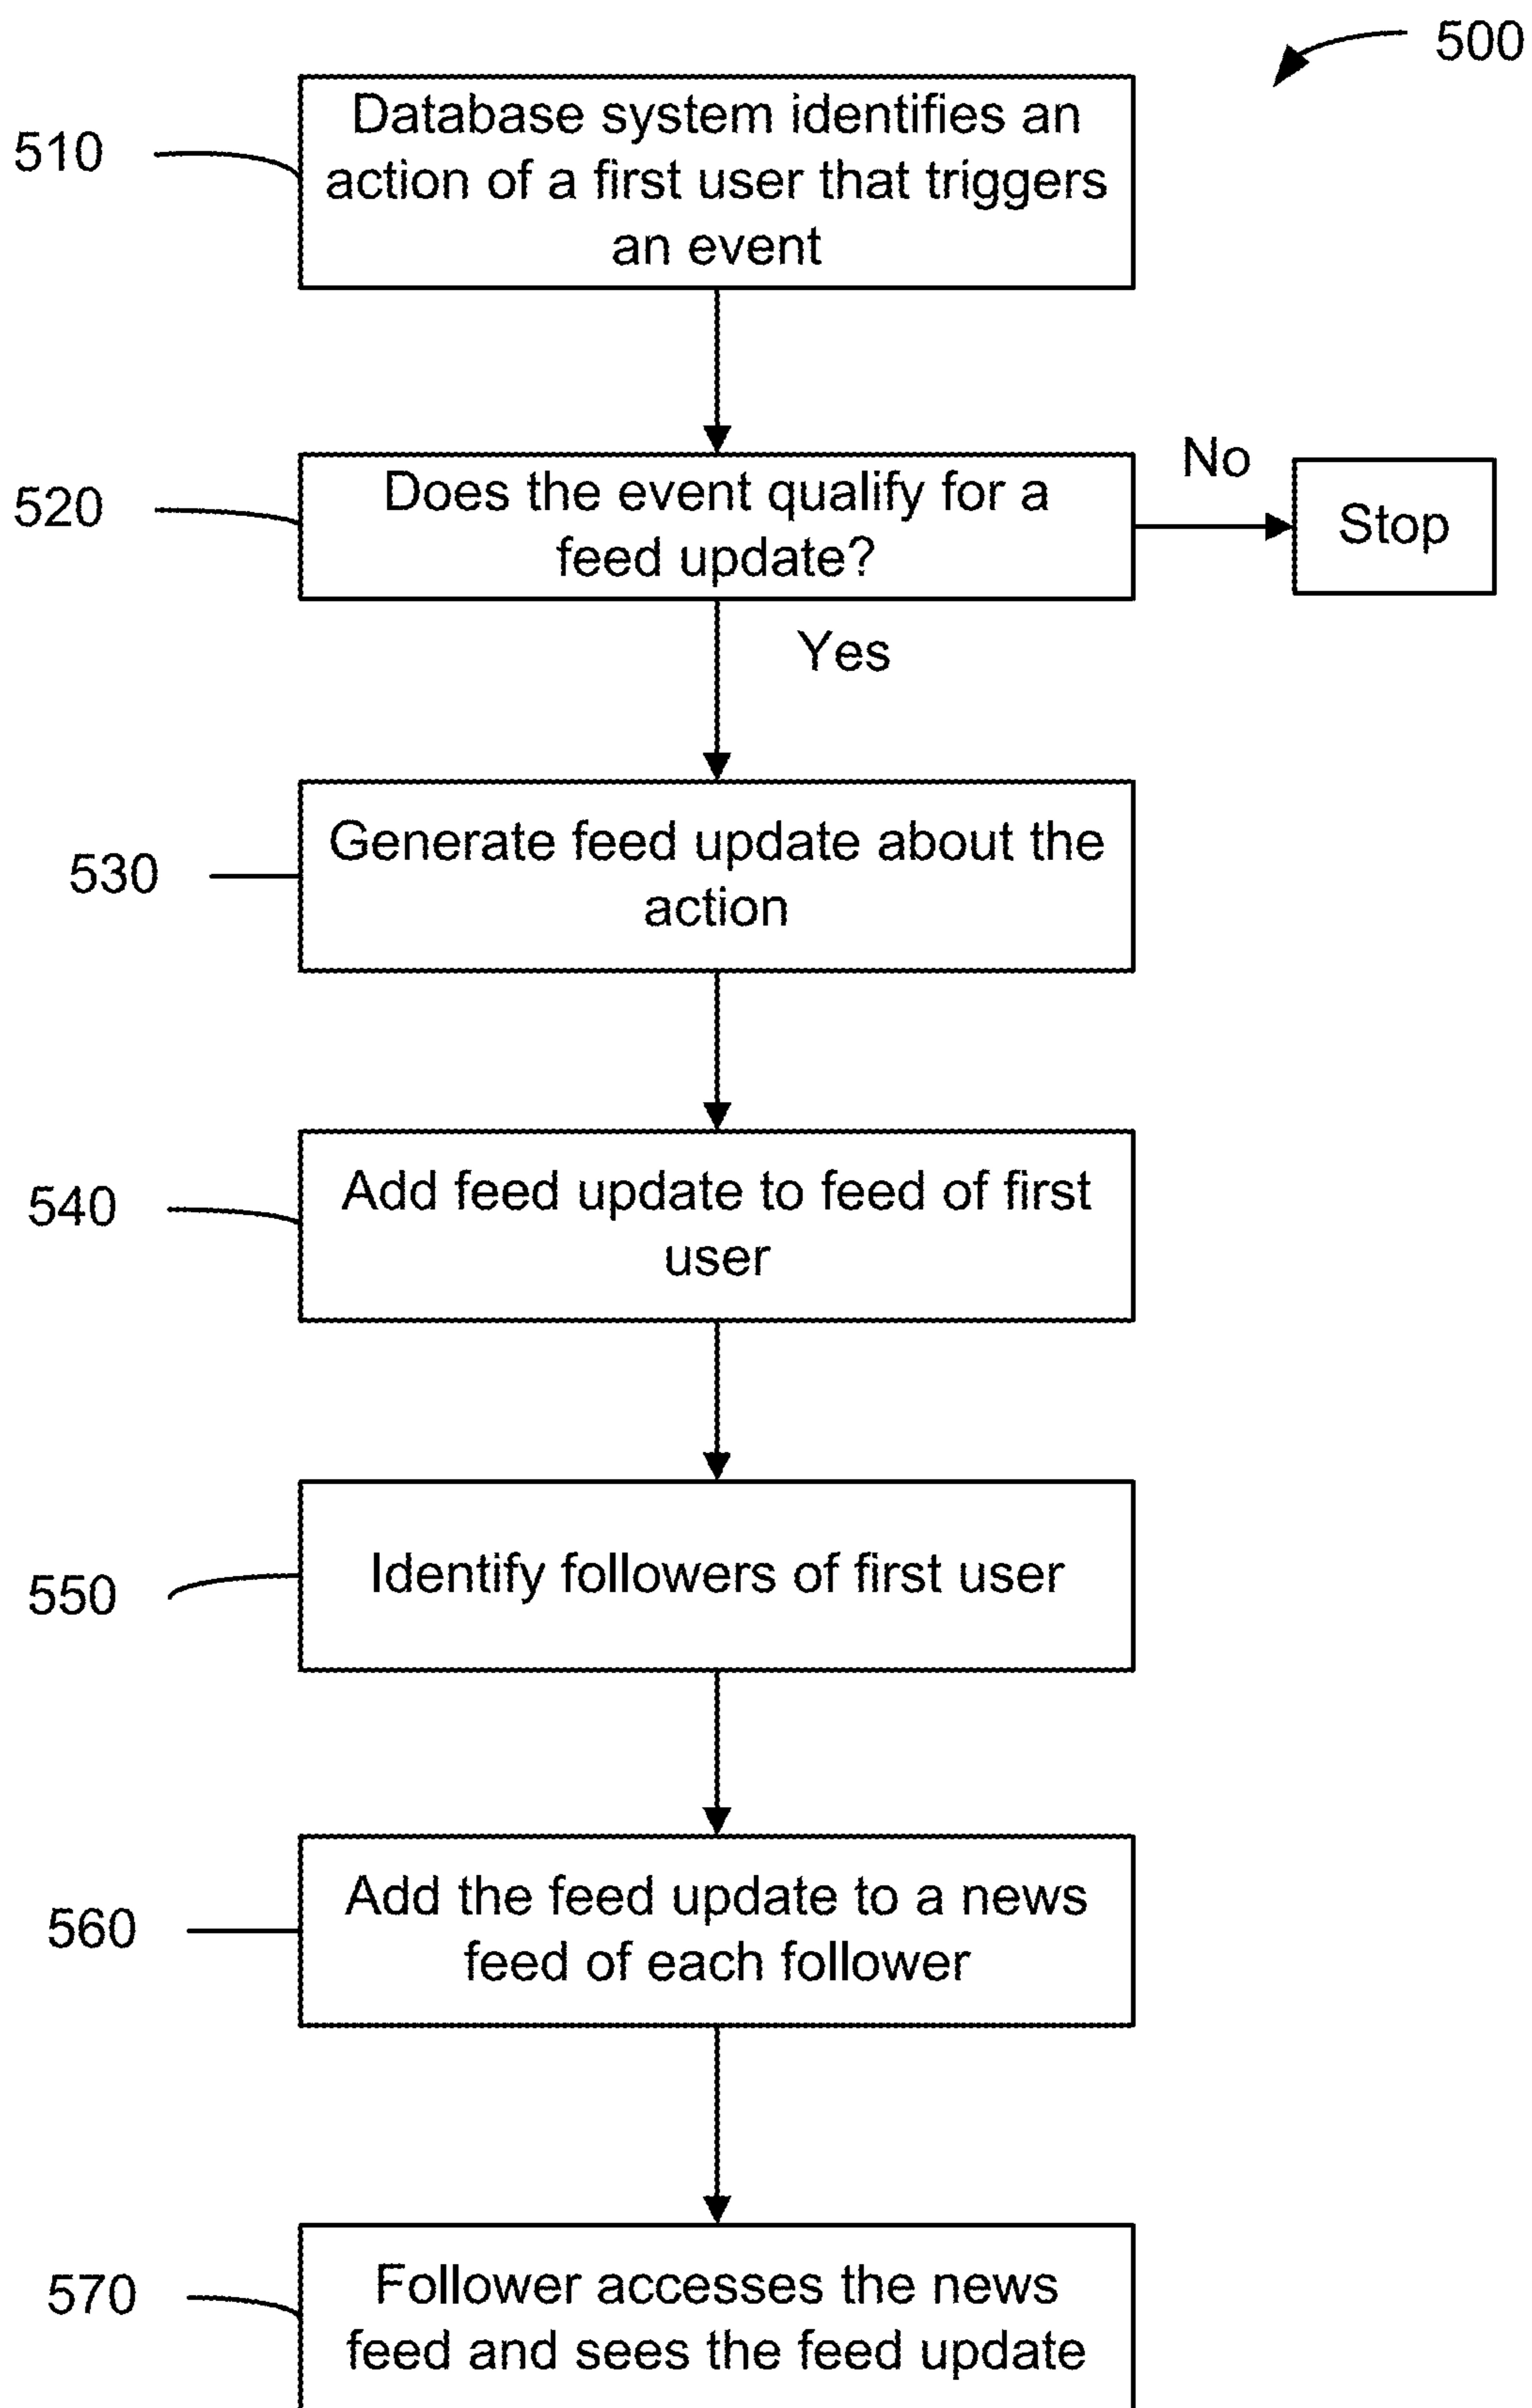 500
510
Database system identifies an
action of a first user that triggers
an event
520
Does the event qualify for a
feed update?
No
Stop
Yes
530
Generate feed update about the
action
540
Add feed update to feed of first
user
550
Identify followers of first user
560
Add the feed update to a news
feed of each follower
570
Follower accesses the news
feed and sees the feed update